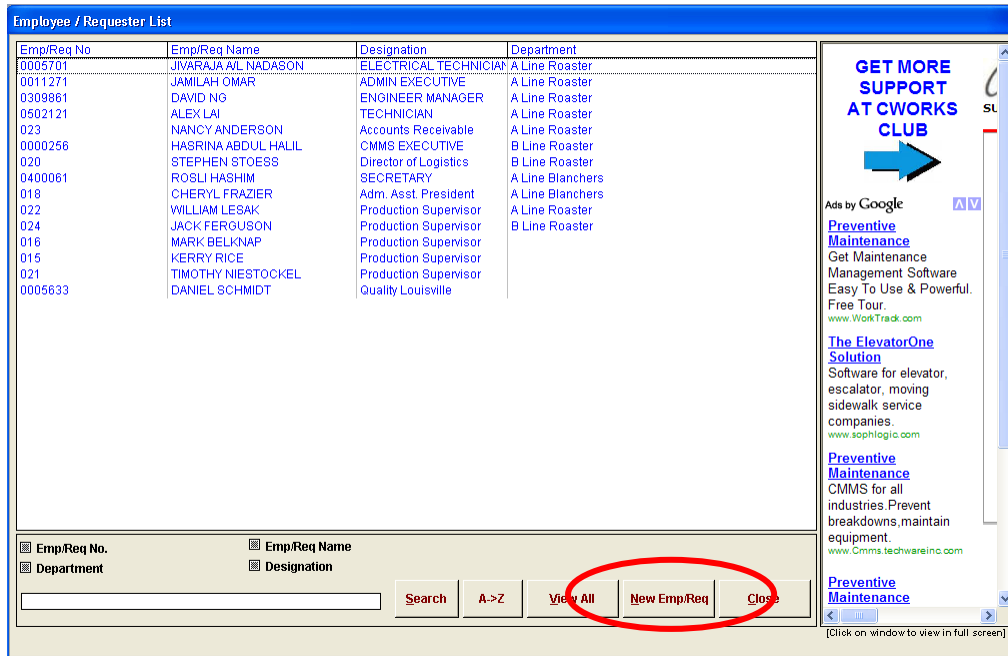 Employee / Requester List
Emp/Req No Emp/Req Name Designation Department
0005701 JIVARAJA A/L NADASON ELECTRICAL TECHNICIAN A Line Roaster
0011271 JAMILAH OMAR ADMIN EXECUTIVE A Line Roaster
0309861 DAVID NG ENGINEER MANAGER A Line Roaster
0502121 ALEX LAI TECHNICIAN A Line Roaster
023 NANCY ANDERSON Accounts Receivable A Line Roaster
0000256 HASRINA ABDUL HALIL CMMS EXECUTIVE B Line Roaster
020 STEPHEN STOESS Director of Logistics B Line Roaster
0400061 ROSLI HASHIM SECRETARY A Line Blanchers
018 CHERYL FRAZIER Adm. Asst. President A Line Blanchers
022 WILLIAM LESAK Production Supervisor A Line Roaster
024 JACK FERGUSON Production Supervisor B Line Roaster
016 MARK BELKNAP Production Supervisor
015 KERRY RICE Production Supervisor
021 TIMOTHY NIESTOCKEL Production Supervisor
0005633 DANIEL SCHMIDT Quality Louisville
Emp/Req No. Emp/Req Name
Department Designation
Search A->Z View All New Emp/Req Close
GET MORE
SUPPORT
AT CWORKS
CLUB
Ads by Google
Preventive
Maintenance
Get Maintenance
Management Software
Easy To Use & Powerful.
Free Tour.
www.WorkTrack.com
The ElevatorOne
Solution
Software for elevator,
escalator, moving
sidewalk service
companies.
www.sophlogic.com
Preventive
Maintenance
CMMS for all
industries.Prevent
breakdowns,maintain
equipment.
www.Cmms.techwareinc.com
Preventive
Maintenance
[Click on window to view in full screen]